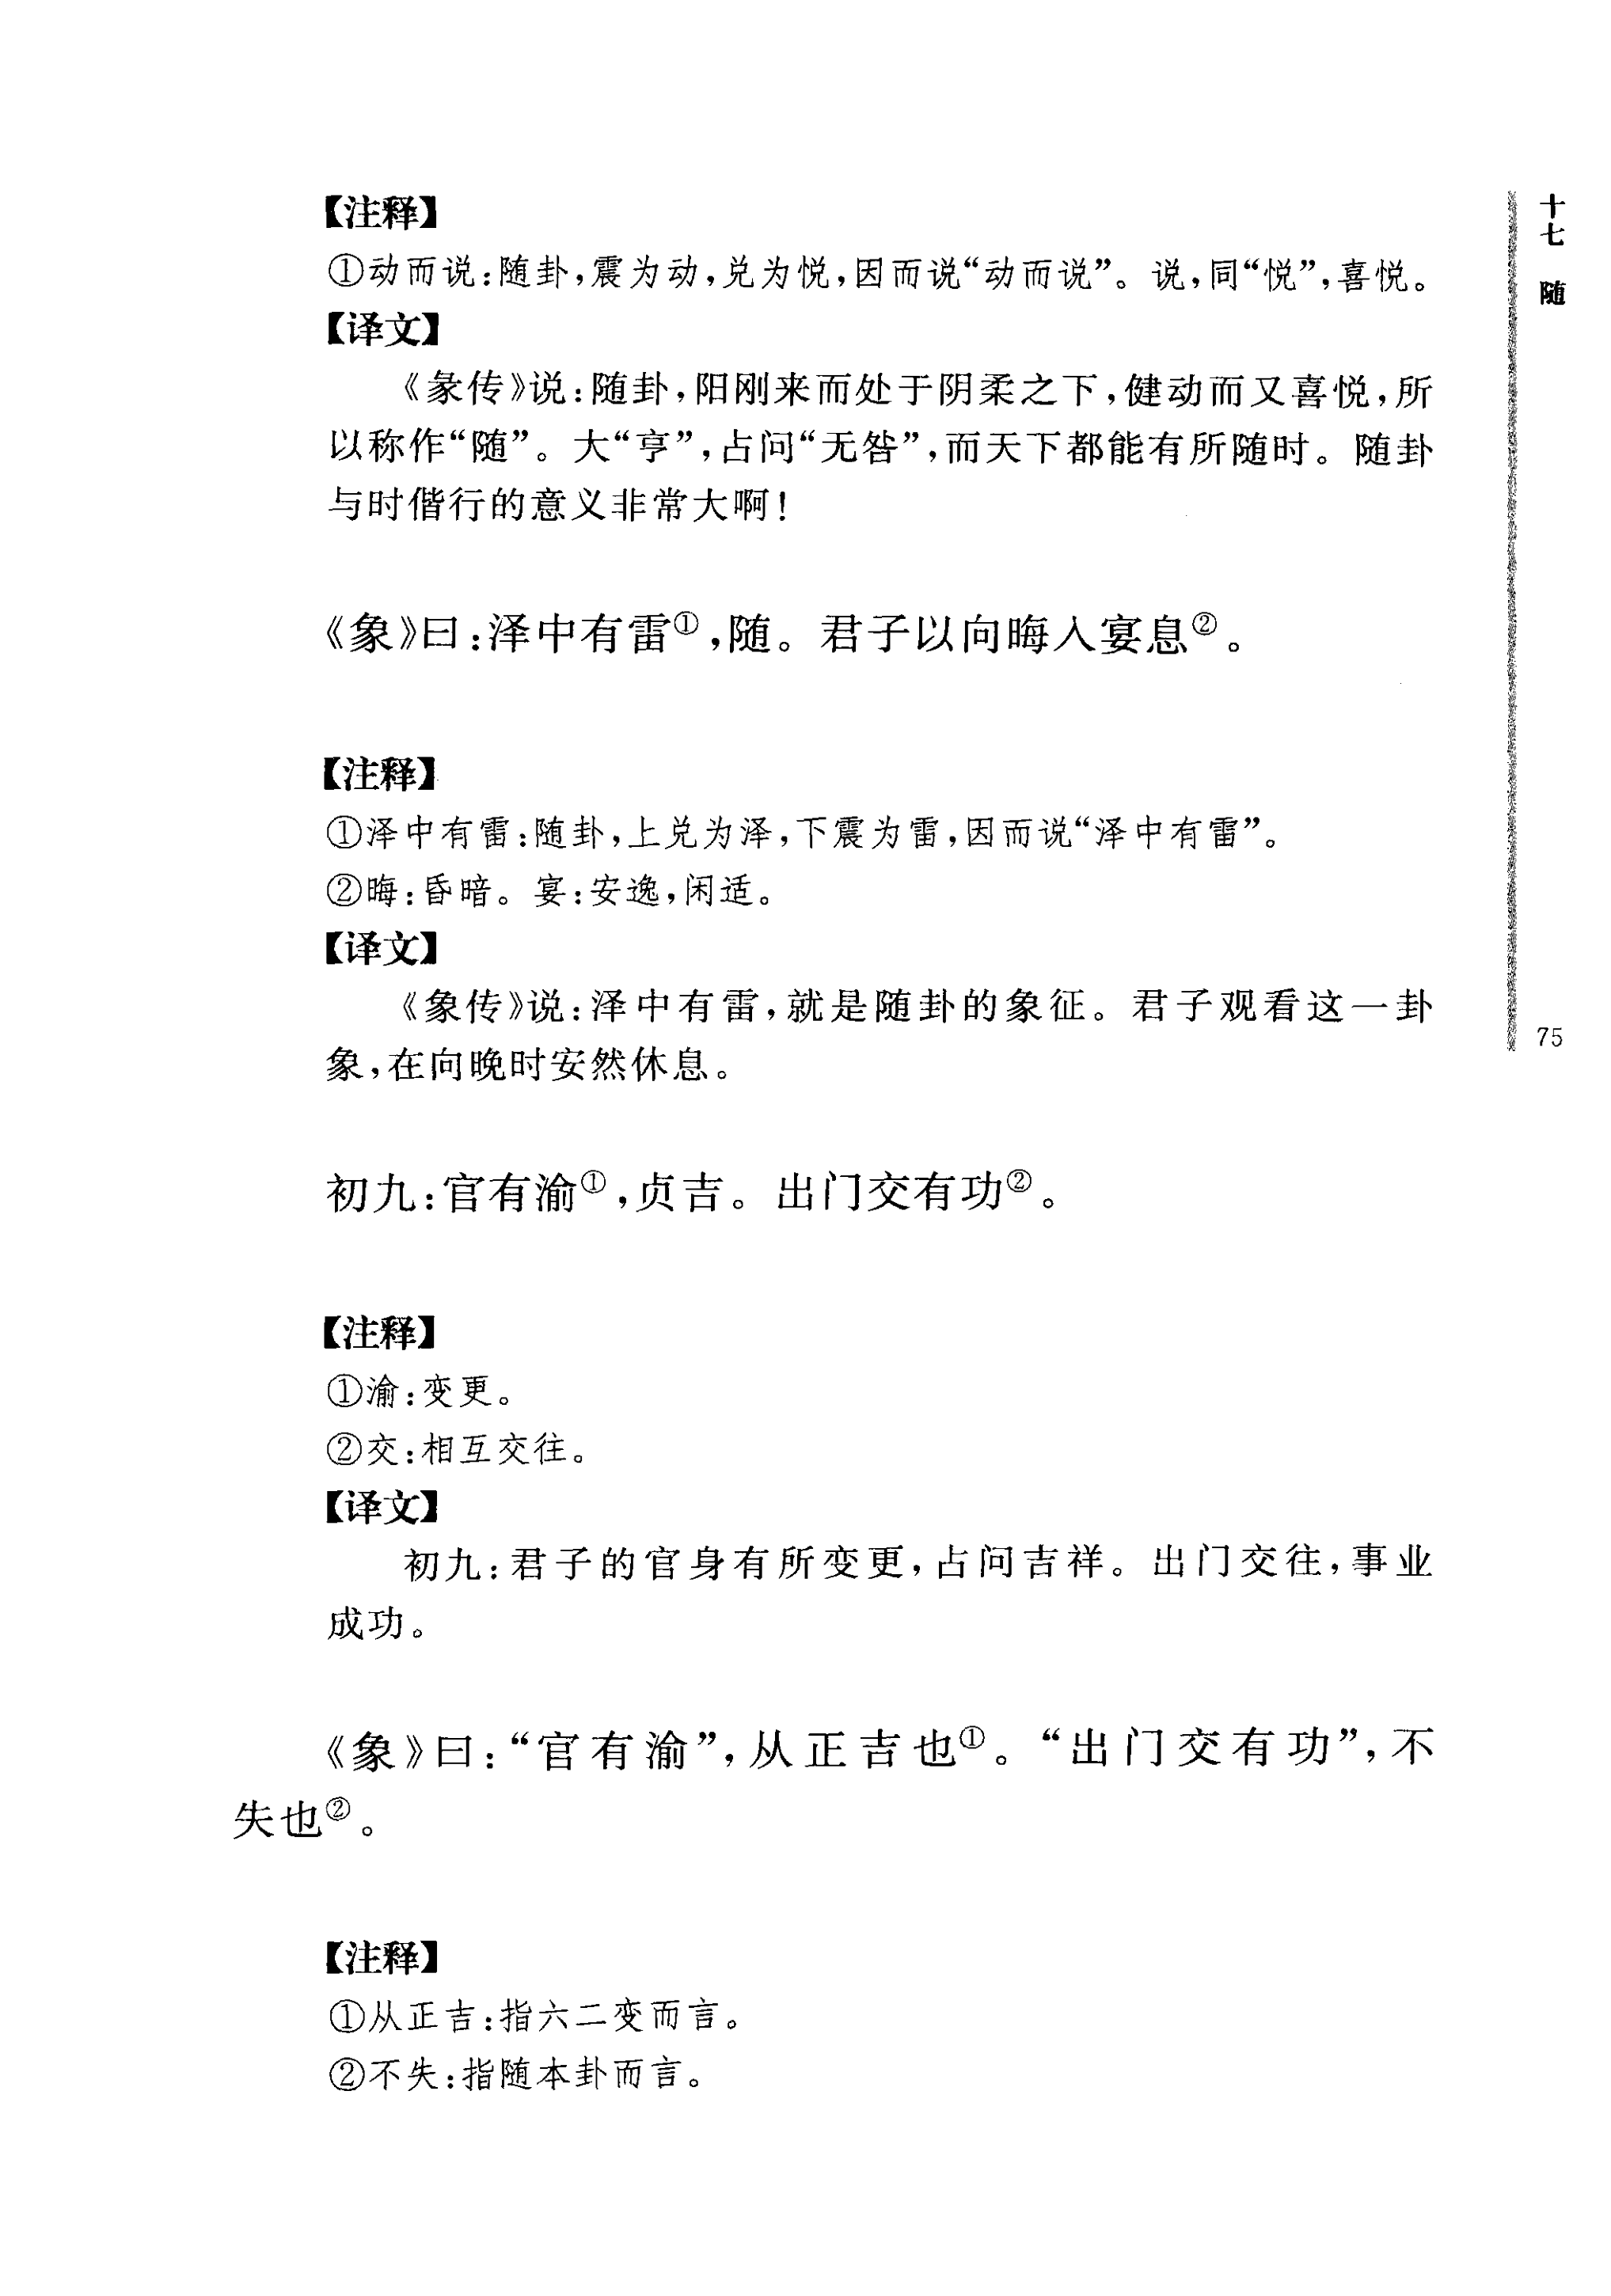 【注释】
①动而说:随卦,震为动,兑为悦,因而说“动而说”。说,同“悦”,喜悦。
【译文】
《彖传》说:随卦,阳刚来而处于阴柔之下,健动而又喜悦,所
以称作“随”。大“亨”,占问“无咎”,而天下都能有所随时。随卦
与时偕行的意义非常大啊!
《象》曰:泽中有雷①,随。君子以向晦入宴息②。
【注释】
①泽中有雷:随卦,上兑为泽,下震为雷,因而说“泽中有雷”。
②晦:昏暗。宴:安逸,闲适。
【译文】
《象传》说:泽中有雷,就是随卦的象征。君子观看这一卦
象,在向晚时安然休息。
初九:官有渝①,贞吉。出门交有功②。
【注释】
①渝:变更。
②交:相互交往。
【译文】
初九:君子的官身有所变更,占问吉祥。出门交往,事业
成功。
《象》曰:“官有渝”,从正吉也①。“出门交有功”,不
失也②。
【注释】
①从正吉:指六二变而言。
②不失:指随本卦而言。
十七 随
75